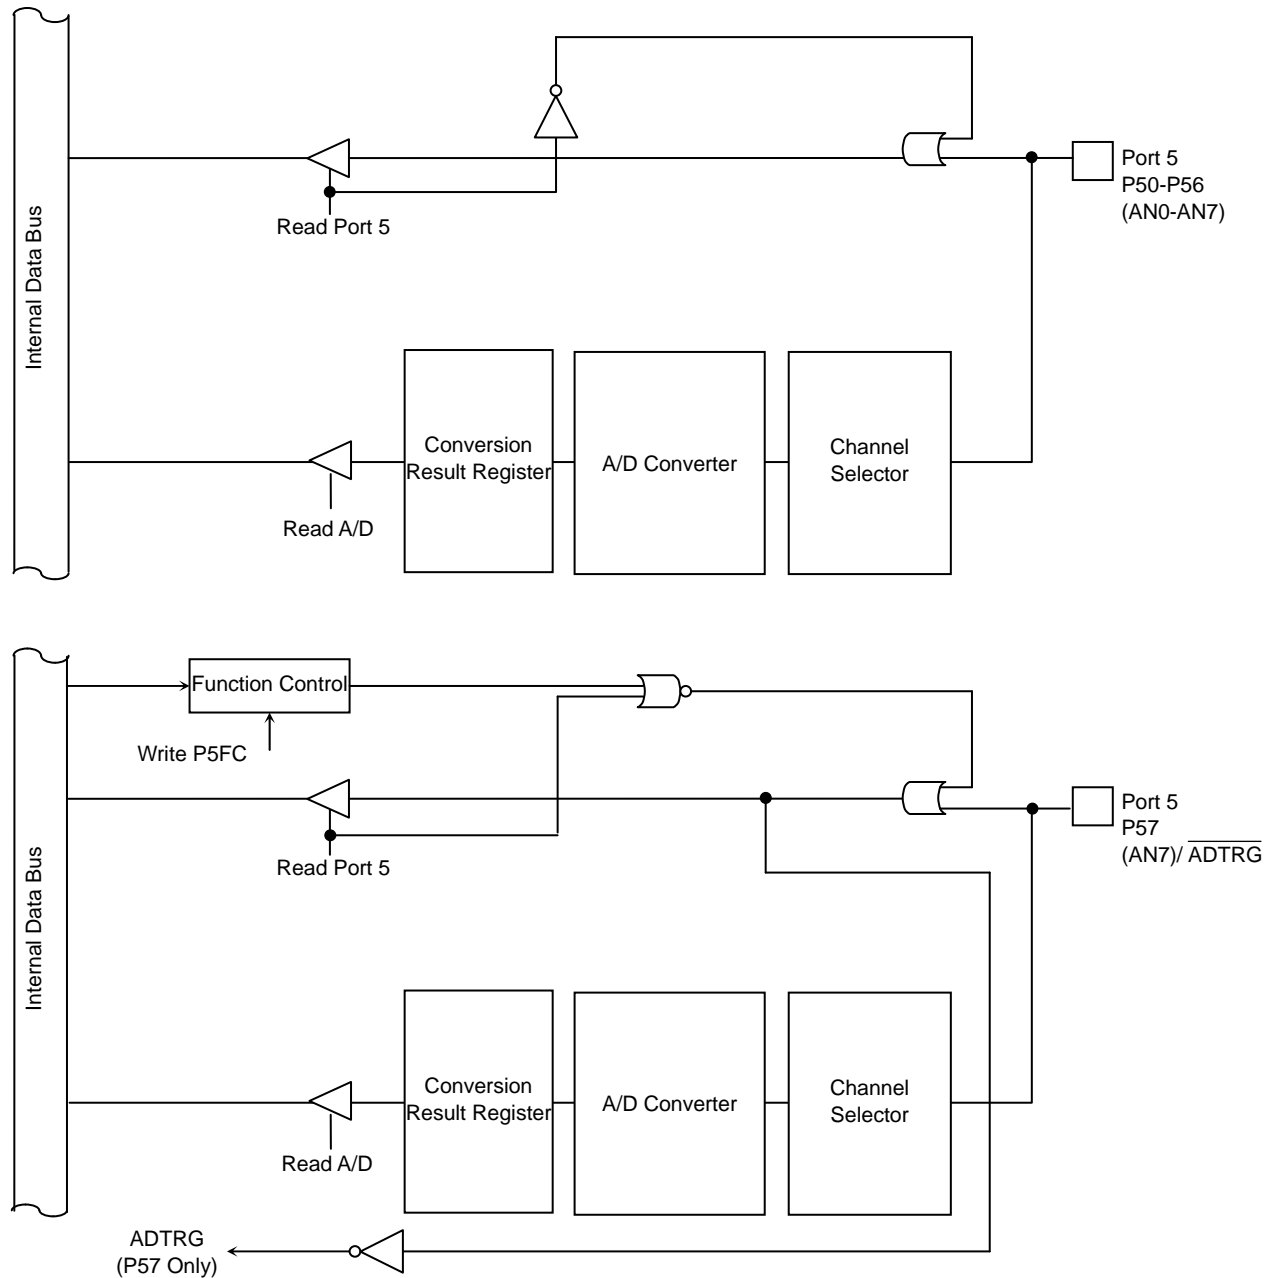 Internal Data Bus
Read Port 5
Port 5
P50-P56
(AN0-AN7)
Conversion
Result Register
A/D Converter
Channel
Selector
Read A/D
Internal Data Bus
Function Control
Write P5FC
Read Port 5
Port 5
P57
(AN7)/ ADTRG
Conversion
Result Register
A/D Converter
Channel
Selector
Read A/D
ADTRG
(P57 Only)